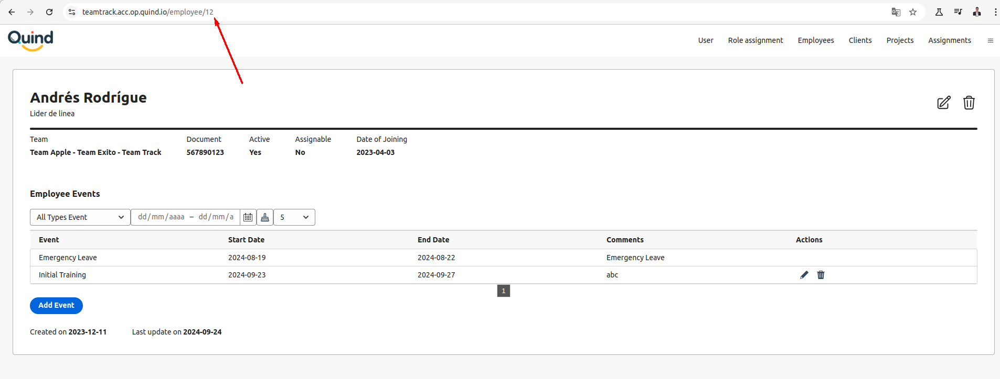 teamtrack.acc.op.quind.io/employee/12
Quind
User Role assignment Employees Clients Projects Assignments
Andrés Rodrígue
Lider de linea
Team Document Active Assignable Date of Joining
Team Apple - Team Exito - Team Track 567890123 Yes No 2023-04-03
Employee Events
All Types Event dd/mm/aaaa – dd/mm/a 5
Event Start Date End Date Comments Actions
Emergency Leave 2024-08-19 2024-08-22 Emergency Leave
Initial Training 2024-09-23 2024-09-27 abc
1
Add Event
Created on 2023-12-11 Last update on 2024-09-24